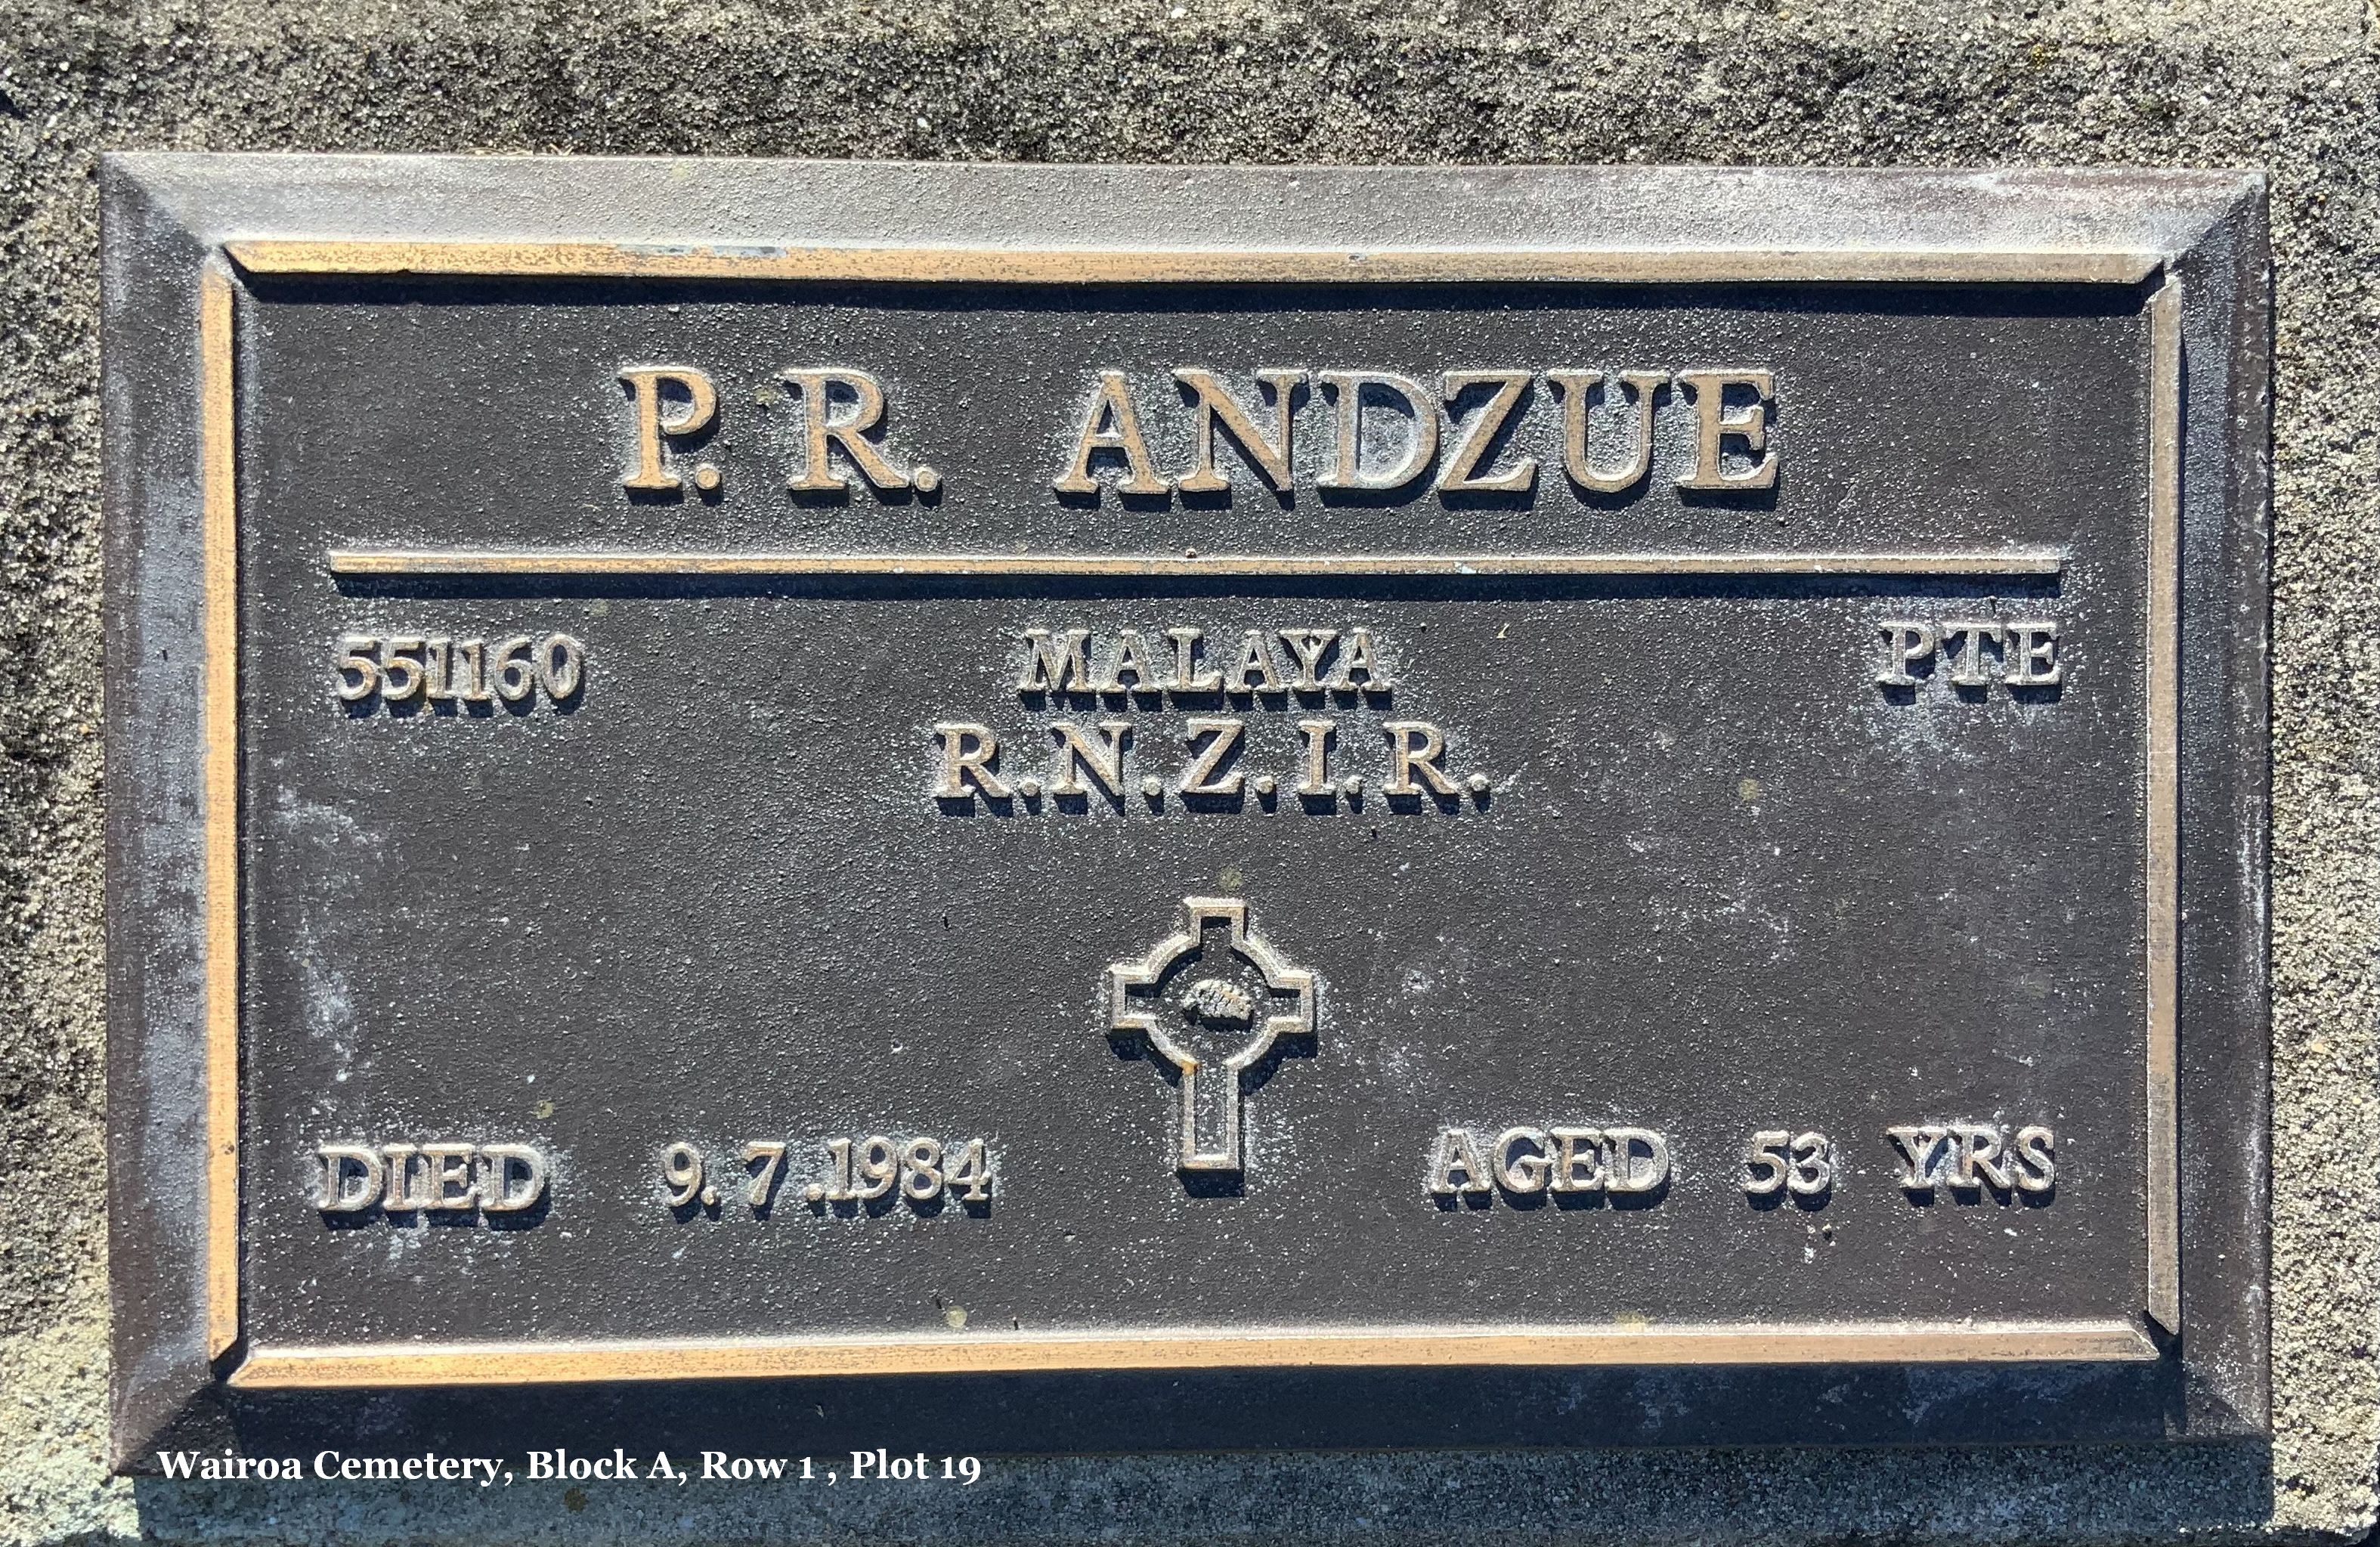 P. R. ANDZUE
551160 MALAYA PTE
R.N.Z.I.R.
DIED 9. 7 .1984 AGED 53 YRS
Wairoa Cemetery, Block A, Row 1 , Plot 19